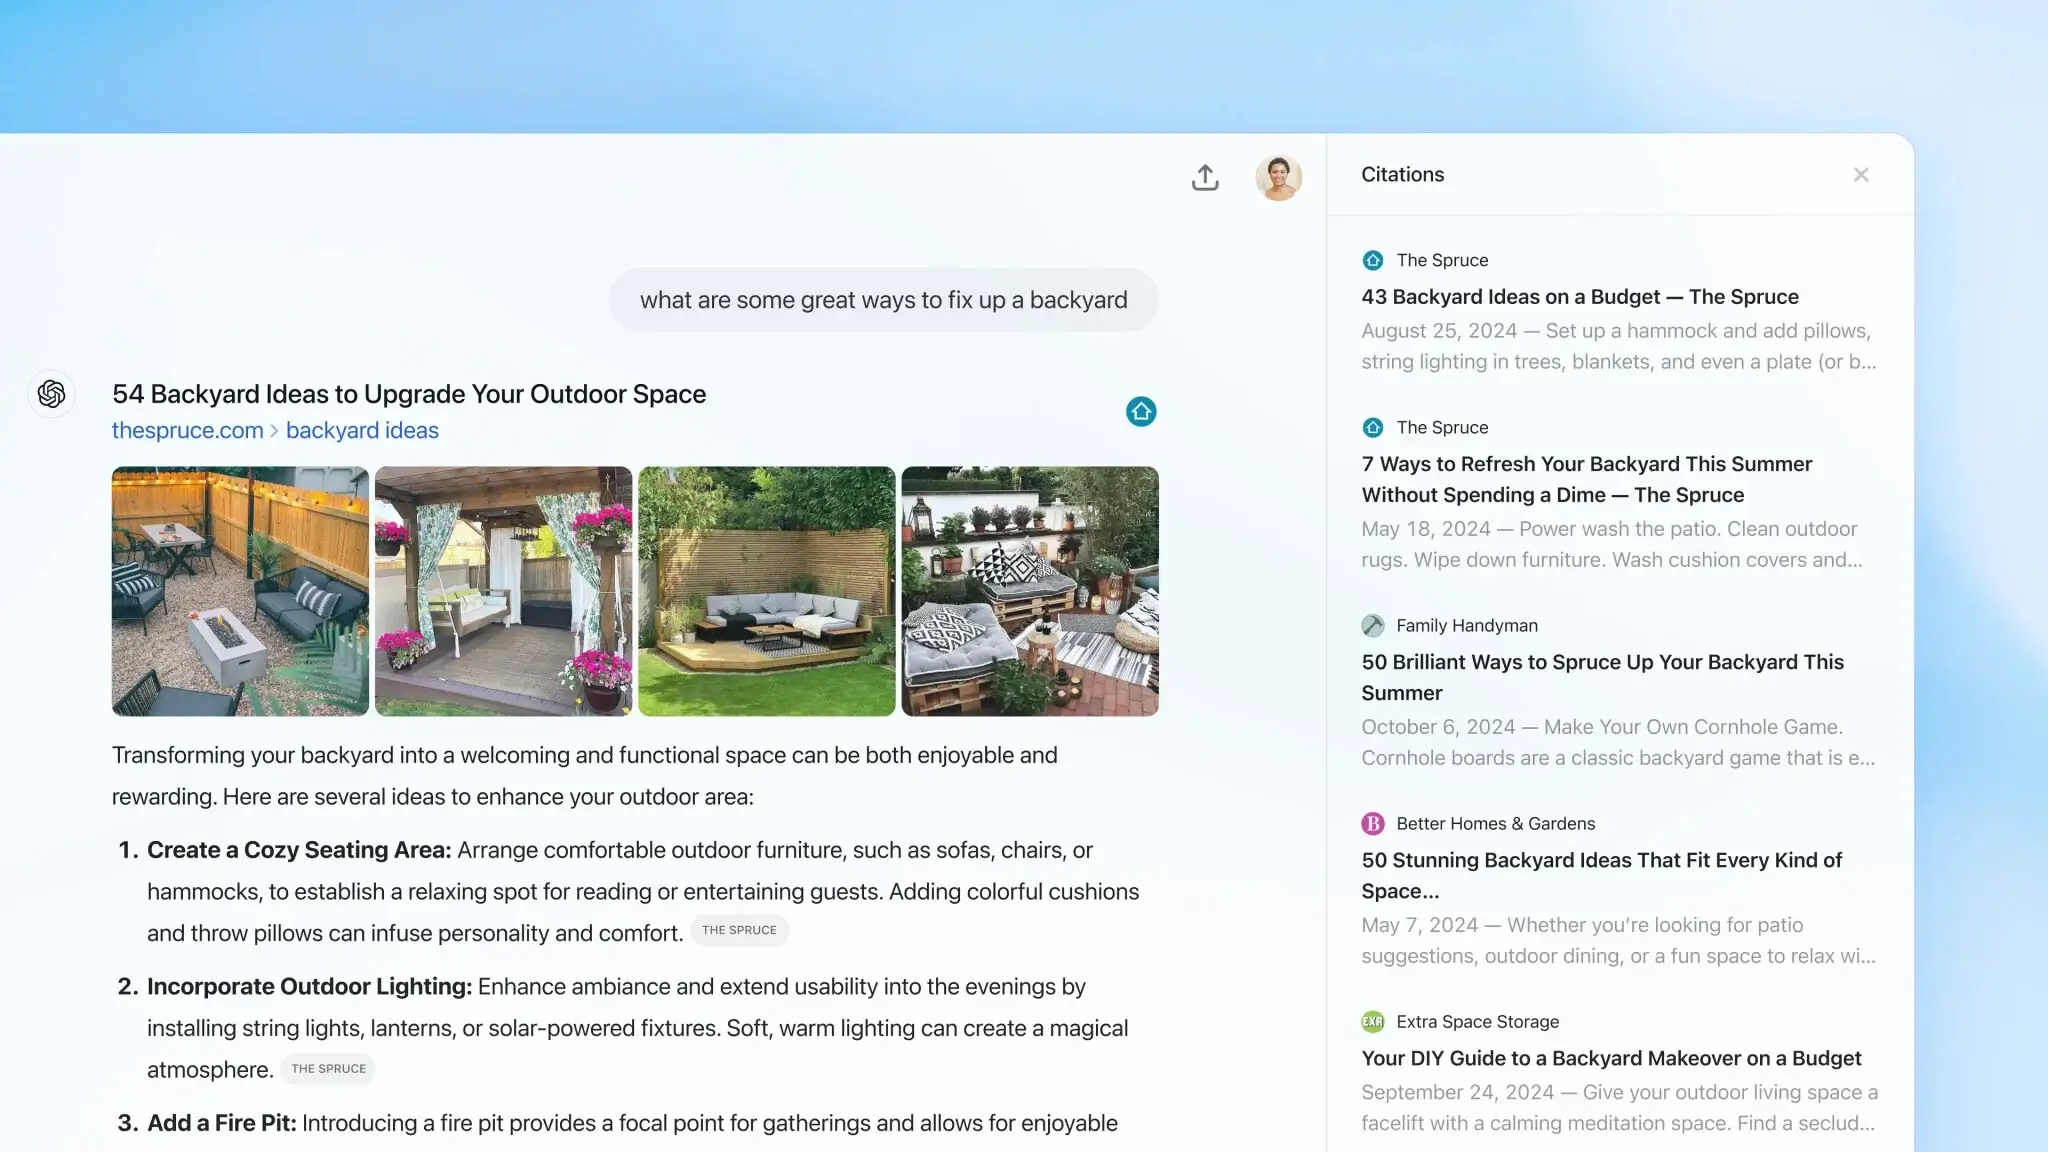 what are some great ways to fix up a backyard
54 Backyard Ideas to Upgrade Your Outdoor Space
thespruce.com › backyard ideas
Transforming your backyard into a welcoming and functional space can be both enjoyable and
rewarding. Here are several ideas to enhance your outdoor area:
1. Create a Cozy Seating Area: Arrange comfortable outdoor furniture, such as sofas, chairs, or
hammocks, to establish a relaxing spot for reading or entertaining guests. Adding colorful cushions
and throw pillows can infuse personality and comfort. THE SPRUCE
2. Incorporate Outdoor Lighting: Enhance ambiance and extend usability into the evenings by
installing string lights, lanterns, or solar-powered fixtures. Soft, warm lighting can create a magical
atmosphere. THE SPRUCE
3. Add a Fire Pit: Introducing a fire pit provides a focal point for gatherings and allows for enjoyable
Citations
The Spruce
43 Backyard Ideas on a Budget — The Spruce
August 25, 2024 — Set up a hammock and add pillows,
string lighting in trees, blankets, and even a plate (or b...
The Spruce
7 Ways to Refresh Your Backyard This Summer
Without Spending a Dime — The Spruce
May 18, 2024 — Power wash the patio. Clean outdoor
rugs. Wipe down furniture. Wash cushion covers and...
Family Handyman
50 Brilliant Ways to Spruce Up Your Backyard This
Summer
October 6, 2024 — Make Your Own Cornhole Game.
Cornhole boards are a classic backyard game that is e...
B Better Homes & Gardens
50 Stunning Backyard Ideas That Fit Every Kind of
Space...
May 7, 2024 — Whether you're looking for patio
suggestions, outdoor dining, or a fun space to relax wi...
EXR Extra Space Storage
Your DIY Guide to a Backyard Makeover on a Budget
September 24, 2024 — Give your outdoor living space a
facelift with a calming meditation space. Find a seclud...